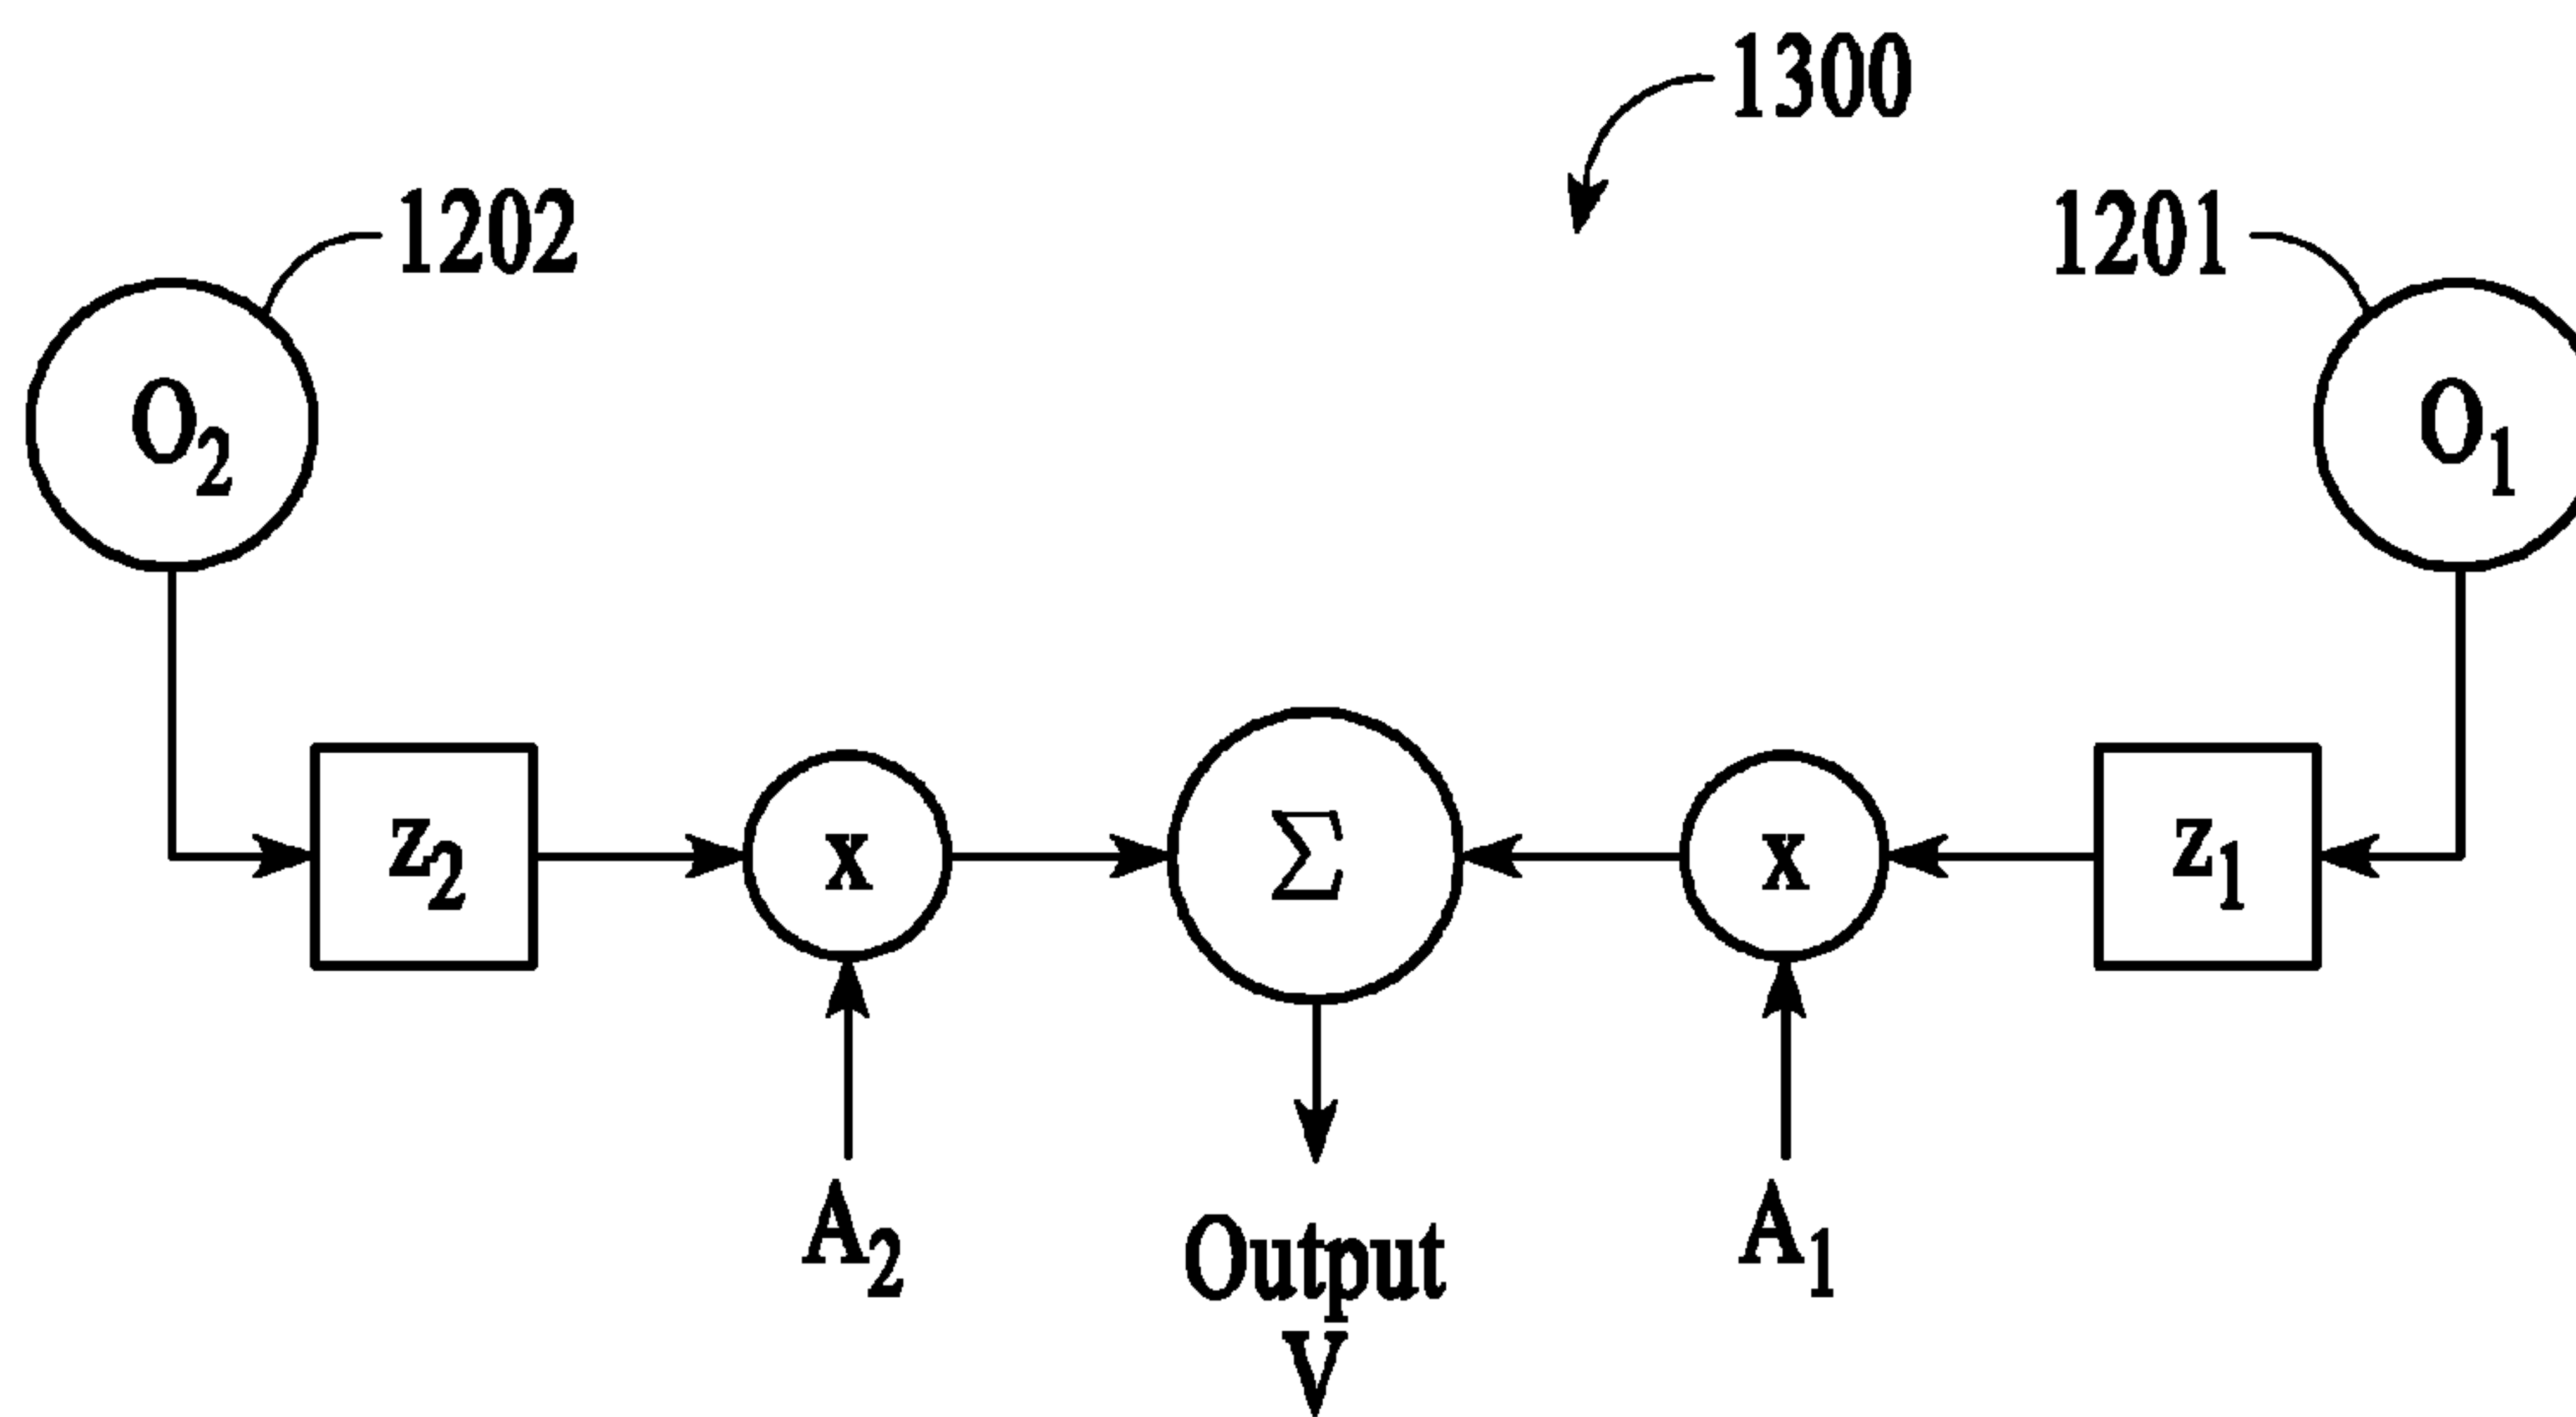 1300
1202
1201
O₂
O₁
z₂
x
Σ
x
z₁
A₂
Output
V
A₁